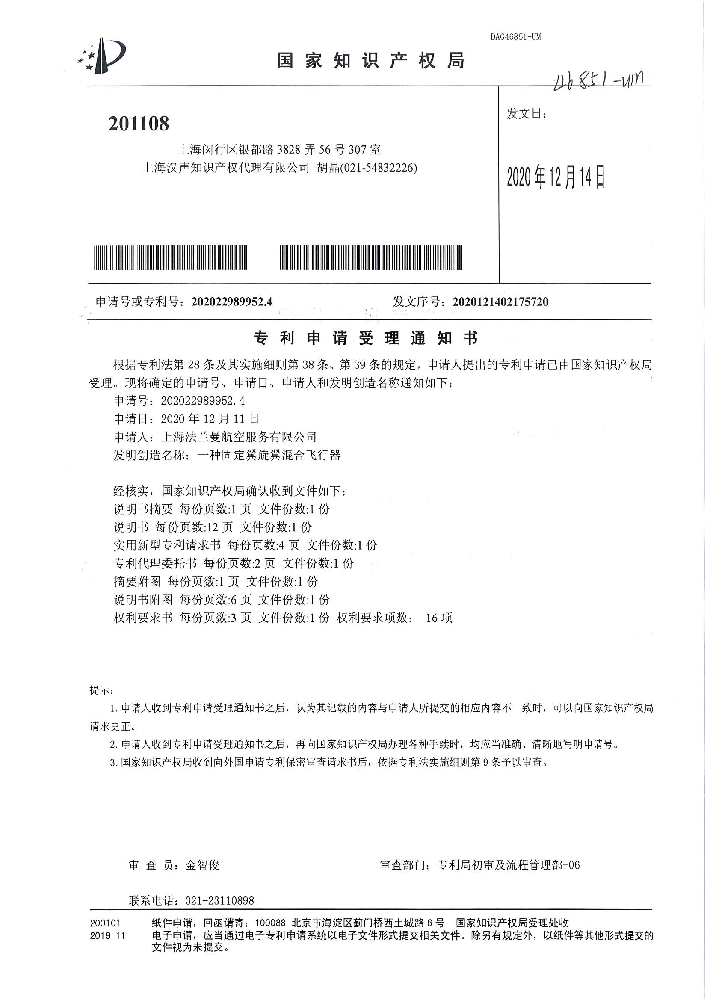 DAG46851-UM
国家知识产权局
46851-UM
201108
发文日：
上海闵行区银都路 3828 弄 56 号 307 室
上海汉声知识产权代理有限公司 胡晶(021-54832226)
2020年12月14日
申请号或专利号：202022989952.4 发文序号：2020121402175720
专利申请受理通知书
根据专利法第 28 条及其实施细则第 38 条、第 39 条的规定，申请人提出的专利申请已由国家知识产权局
受理。现将确定的申请号、申请日、申请人和发明创造名称通知如下：
申请号：202022989952.4
申请日：2020 年 12 月 11 日
申请人：上海法兰曼航空服务有限公司
发明创造名称：一种固定翼旋翼混合飞行器
经核实，国家知识产权局确认收到文件如下：
说明书摘要 每份页数:1 页 文件份数:1 份
说明书 每份页数:12 页 文件份数:1 份
实用新型专利请求书 每份页数:4 页 文件份数:1 份
专利代理委托书 每份页数:2 页 文件份数:1 份
摘要附图 每份页数:1 页 文件份数:1 份
说明书附图 每份页数:6 页 文件份数:1 份
权利要求书 每份页数:3 页 文件份数:1 份 权利要求项数： 16 项
提示：
1.申请人收到专利申请受理通知书之后，认为其记载的内容与申请人所提交的相应内容不一致时，可以向国家知识产权局
请求更正。
2.申请人收到专利申请受理通知书之后，再向国家知识产权局办理各种手续时，均应当准确、清晰地写明申请号。
3.国家知识产权局收到向外国申请专利保密审查请求书后，依据专利法实施细则第 9 条予以审查。
审 查 员：金智俊 审查部门：专利局初审及流程管理部-06
联系电话：021-23110898
200101 纸件申请，回函请寄：100088 北京市海淀区蓟门桥西土城路 6 号 国家知识产权局受理处收
2019.11 电子申请，应当通过电子专利申请系统以电子文件形式提交相关文件。除另有规定外，以纸件等其他形式提交的
文件视为未提交。